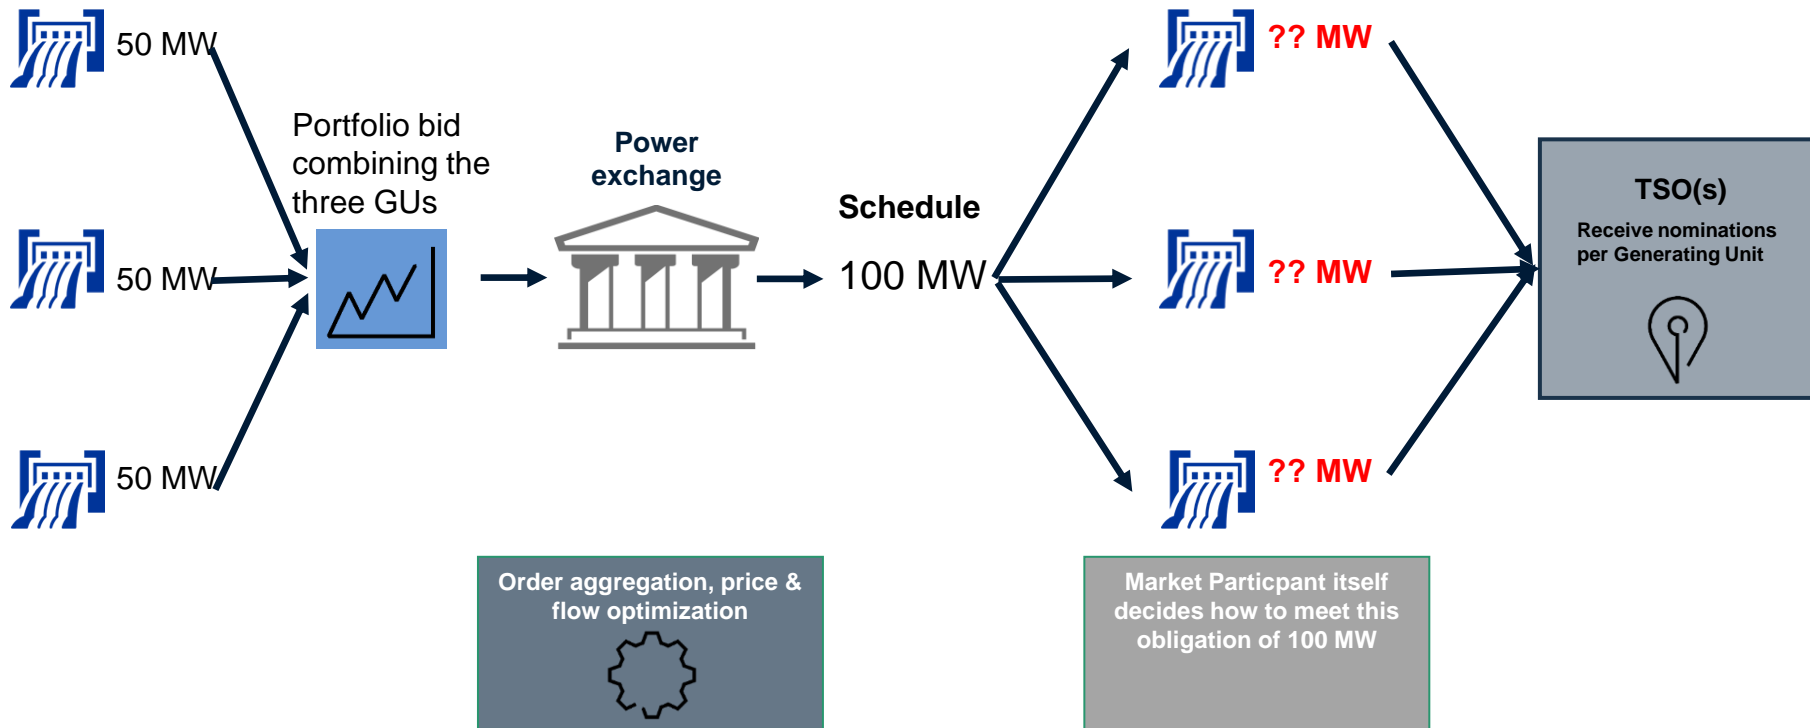 50 MW
50 MW
50 MW
Portfolio bid
combining the
three GUs
Power
exchange
Schedule
100 MW
?? MW
?? MW
?? MW
TSO(s)
Receive nominations
per Generating Unit
Order aggregation, price &
flow optimization
Market Particpant itself
decides how to meet this
obligation of 100 MW